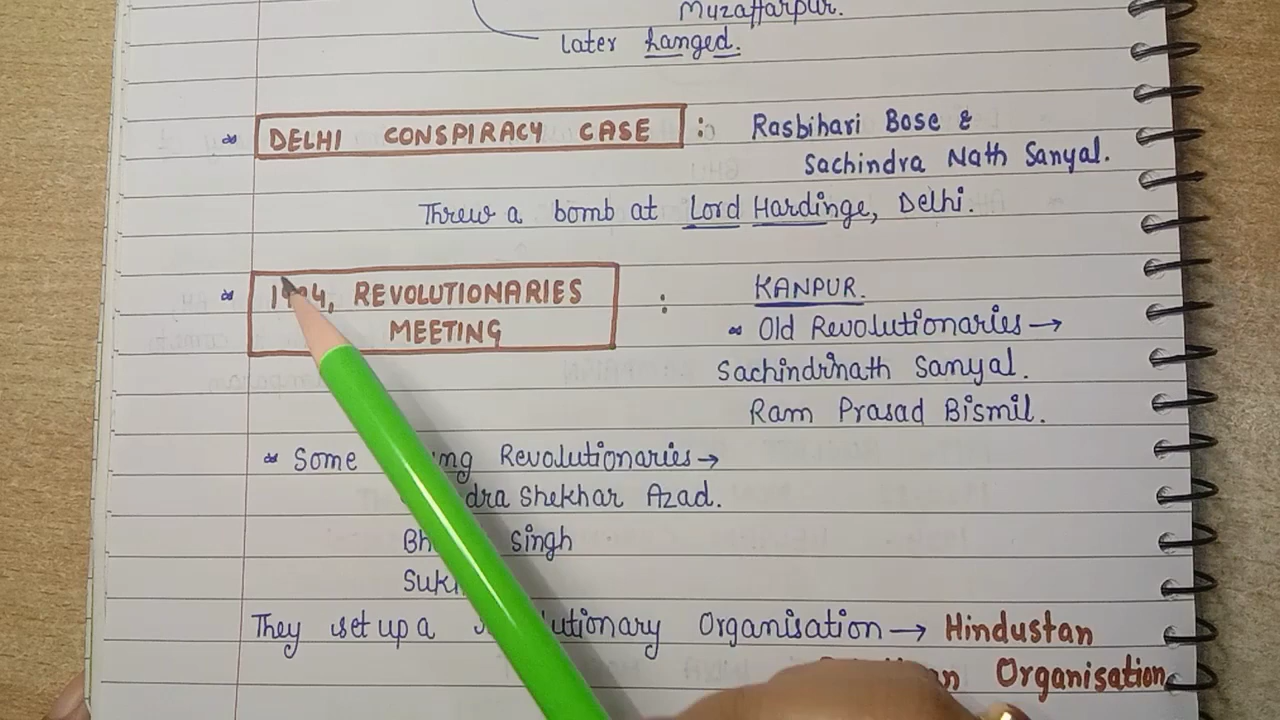 Muzaffarpur.
Later hanged.
DELHI CONSPIRACY CASE : Rasbihari Bose &
Sachindra Nath Sanyal.
Threw a bomb at Lord Hardinge, Delhi.
REVOLUTIONARIES MEETING : KANPUR.
Old Revolutionaries →
Sachindrnath Sanyal.
Ram Prasad Bismil.
Some Revolutionaries →
Shekhar Azad.
Singh
They set up a Organisation → Hindustan
Organisation